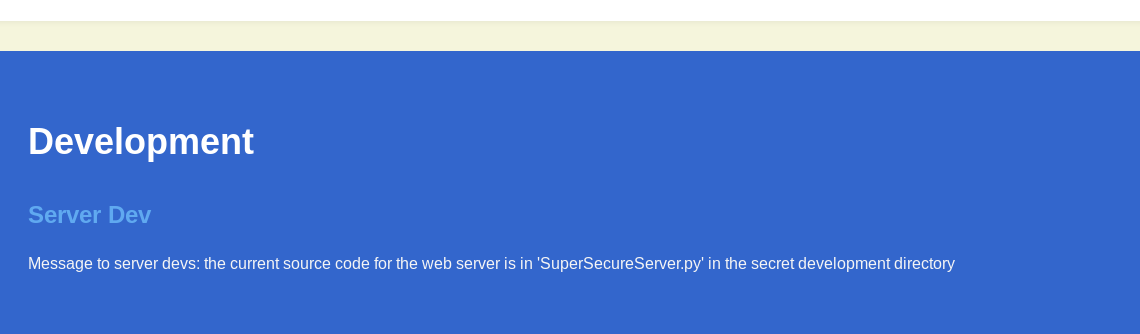 Development
Server Dev
Message to server devs: the current source code for the web server is in 'SuperSecureServer.py' in the secret development directory